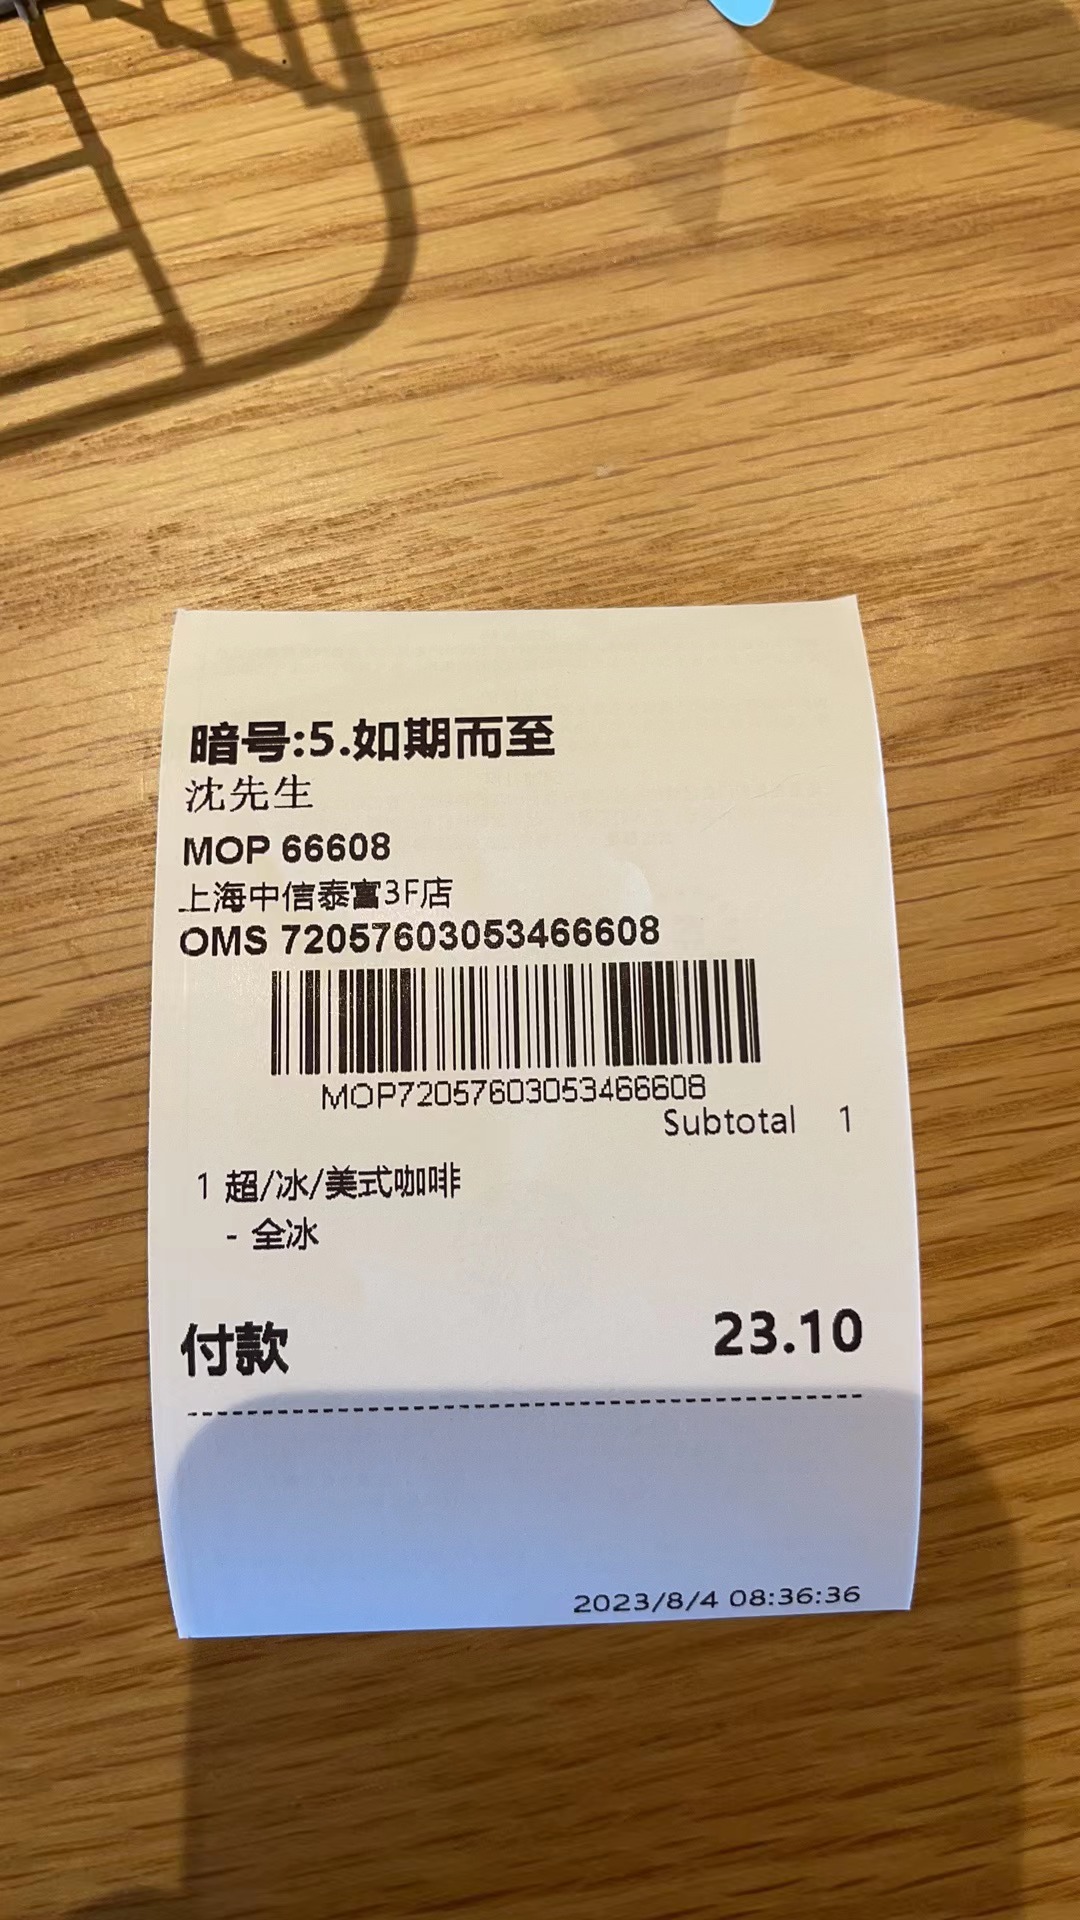 暗号:5.如期而至
沈先生
MOP 66608
上海中信泰富3F店
OMS 72057603053466608
MOP72057603053466608
Subtotal 1
1 超/冰/美式咖啡
- 全冰
付款 23.10
2023/8/4 08:36:36